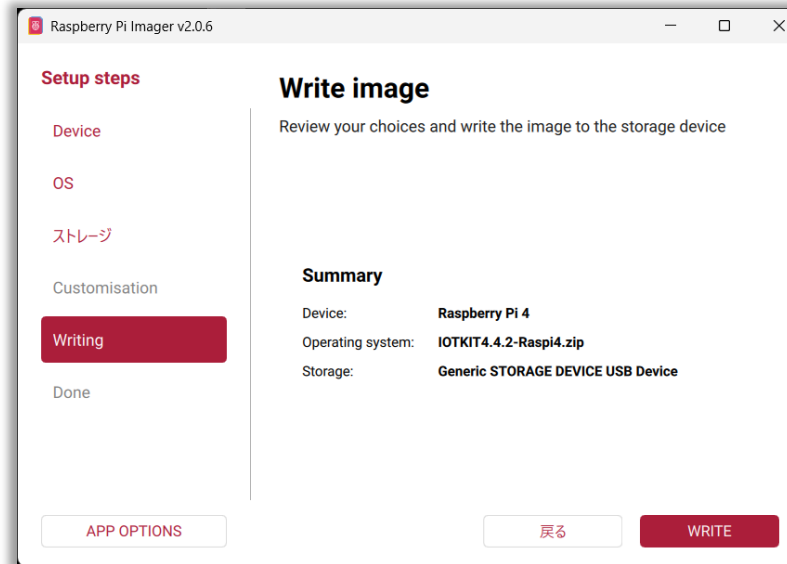 Raspberry Pi Imager v2.0.6
Setup steps
Device
OS
ストレージ
Customisation
Writing
Done
APP OPTIONS
Write image
Review your choices and write the image to the storage device
Summary
Device: Raspberry Pi 4
Operating system: IOTKIT4.4.2-Raspi4.zip
Storage: Generic STORAGE DEVICE USB Device
戻る
WRITE